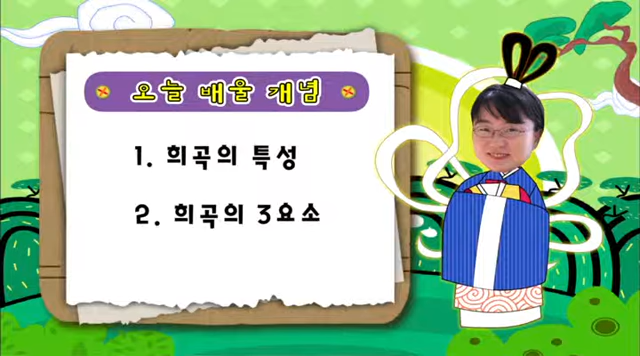 오늘 배울 개념
1. 희곡의 특성
2. 희곡의 3요소